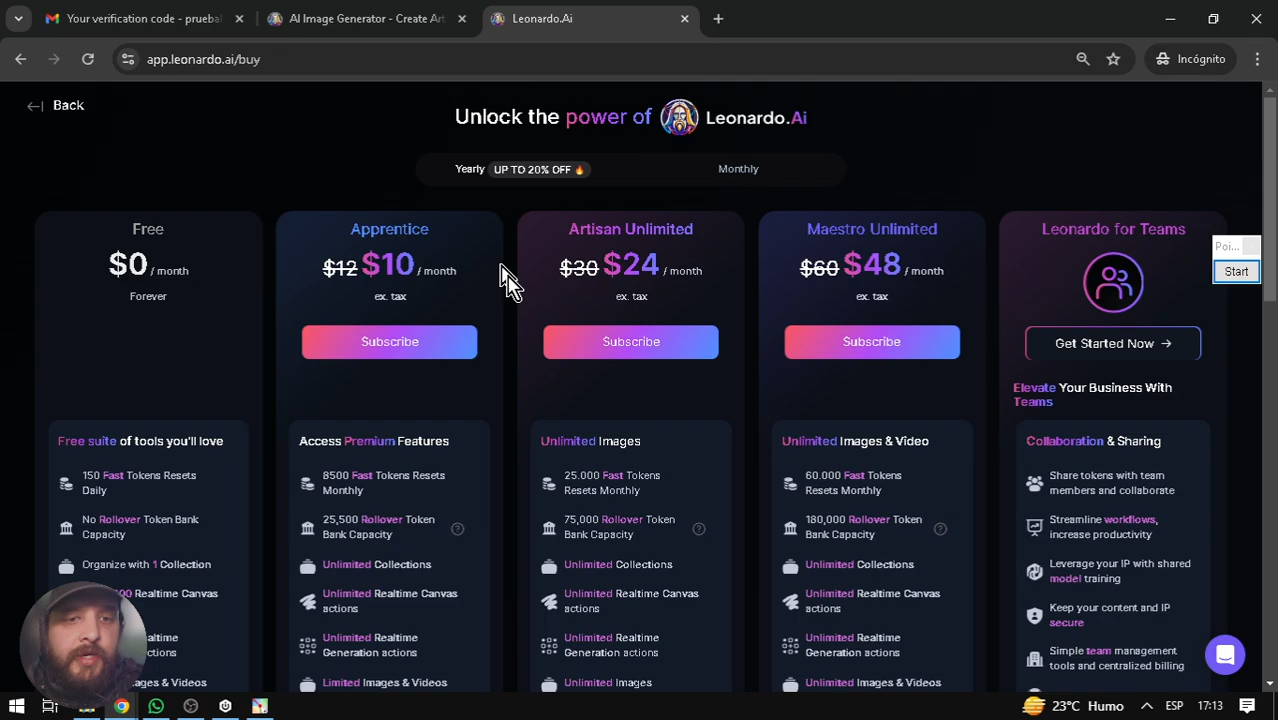 Your verification code - prueba
AI Image Generator - Create Art
Leonardo.Ai
app.leonardo.ai/buy
Incógnito
Back
Unlock the power of Leonardo.Ai
Yearly UP TO 20% OFF 🔥
Monthly
Free
$0 / month
Forever
Free suite of tools you'll love
150 Fast Tokens Resets
Daily
No Rollover Token Bank
Capacity
Organize with 1 Collection
Realtime Canvas
Apprentice
$12 $10 / month
ex. tax
Subscribe
Access Premium Features
8500 Fast Tokens Resets
Monthly
25,500 Rollover Token
Bank Capacity
Unlimited Collections
Unlimited Realtime Canvas
actions
Unlimited Realtime
Generation actions
Limited Images & Videos
Artisan Unlimited
$30 $24 / month
ex. tax
Subscribe
Unlimited Images
25.000 Fast Tokens
Resets Monthly
75,000 Rollover Token
Bank Capacity
Unlimited Collections
Unlimited Realtime Canvas
actions
Unlimited Realtime
Generation actions
Unlimited Images
Maestro Unlimited
$60 $48 / month
ex. tax
Subscribe
Unlimited Images & Video
60.000 Fast Tokens
Resets Monthly
180,000 Rollover Token
Bank Capacity
Unlimited Collections
Unlimited Realtime Canvas
actions
Unlimited Realtime
Generation actions
Unlimited Images & Videos
Leonardo for Teams
Get Started Now →
Elevate Your Business With
Teams
Collaboration & Sharing
Share tokens with team
members and collaborate
Streamline workflows,
increase productivity
Leverage your IP with shared
model training
Keep your content and IP
secure
Simple team management
tools and centralized billing
Poi...
Start
23°C Humo
ESP
17:13